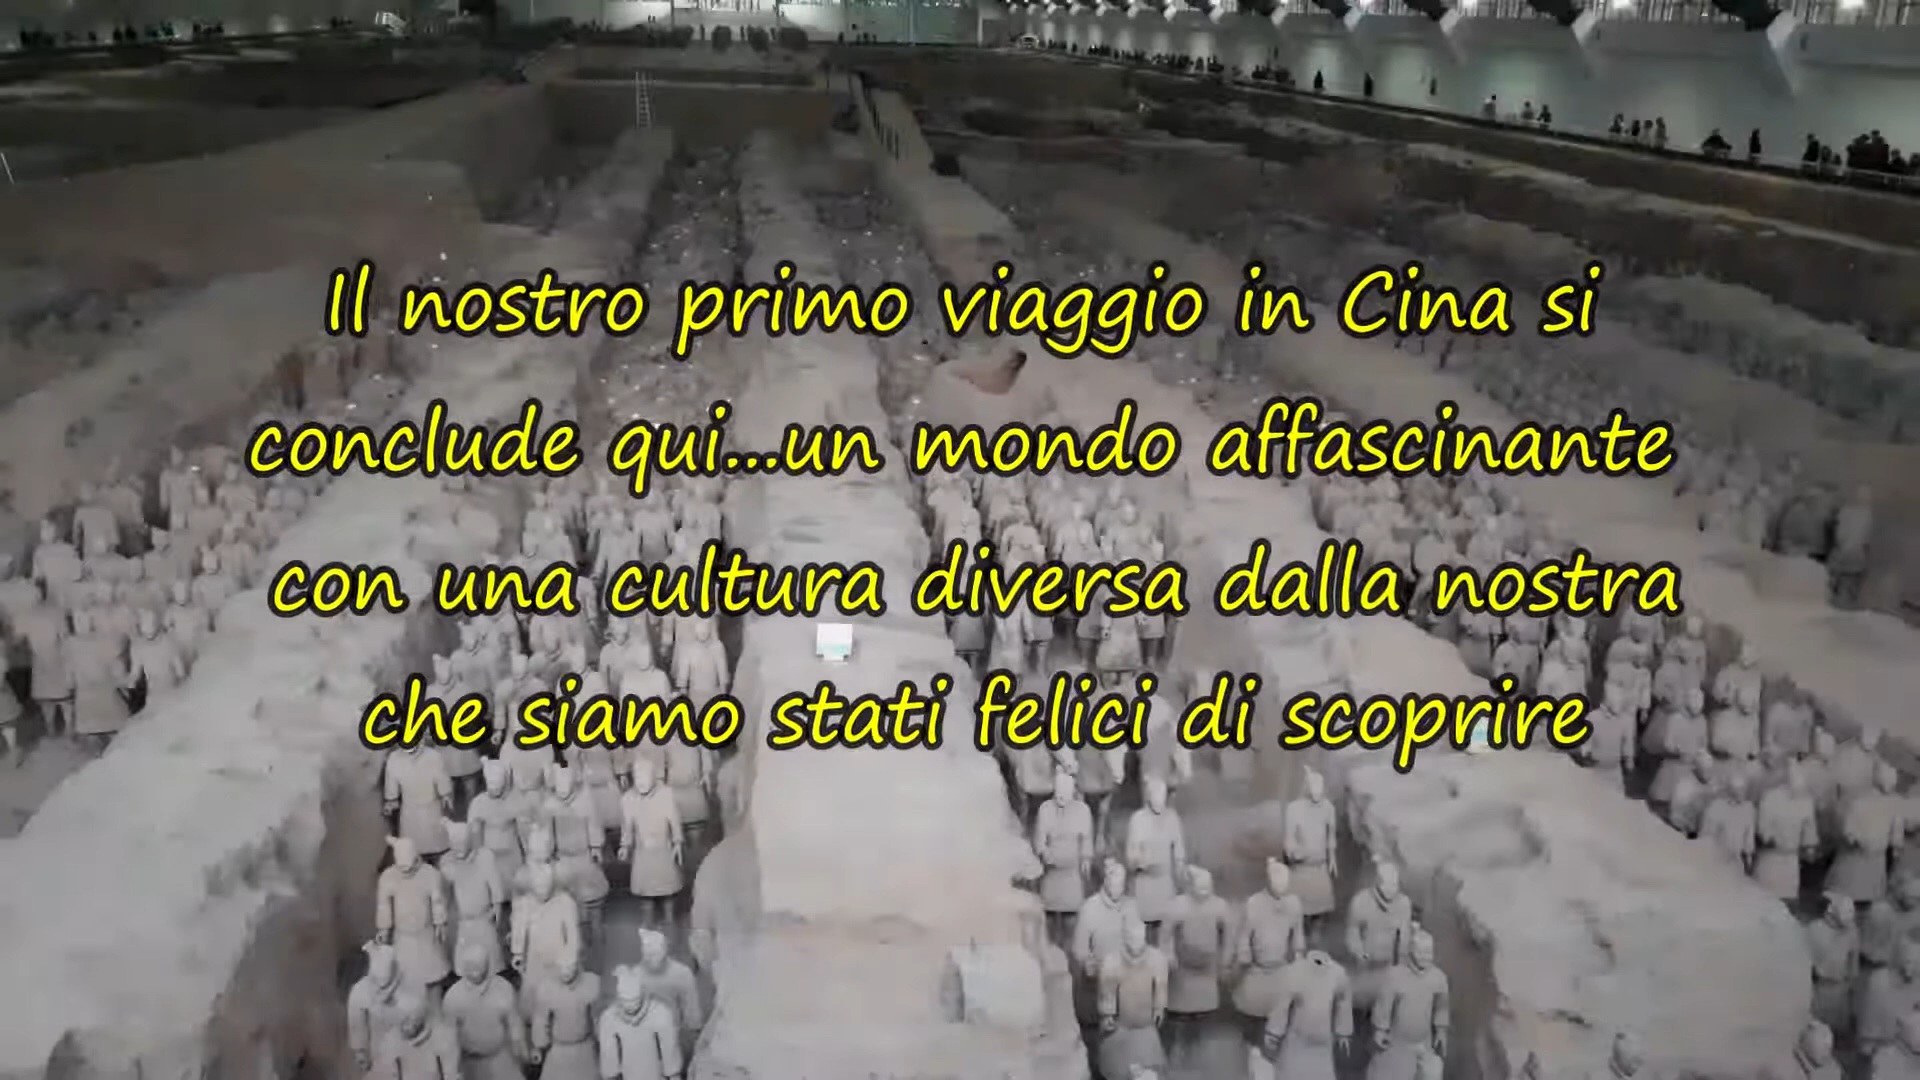 Il nostro primo viaggio in Cina si
conclude qui...un mondo affascinante
con una cultura diversa dalla nostra
che siamo stati felici di scoprire